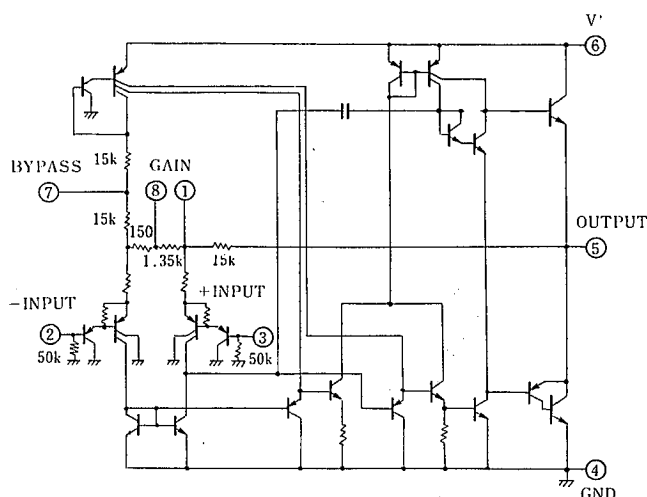 V'
6
15k
BYPASS
GAIN
7
8
1
15k
150
OUTPUT
1.35k
15k
5
-INPUT
+INPUT
2
3
50k
50k
4
GND